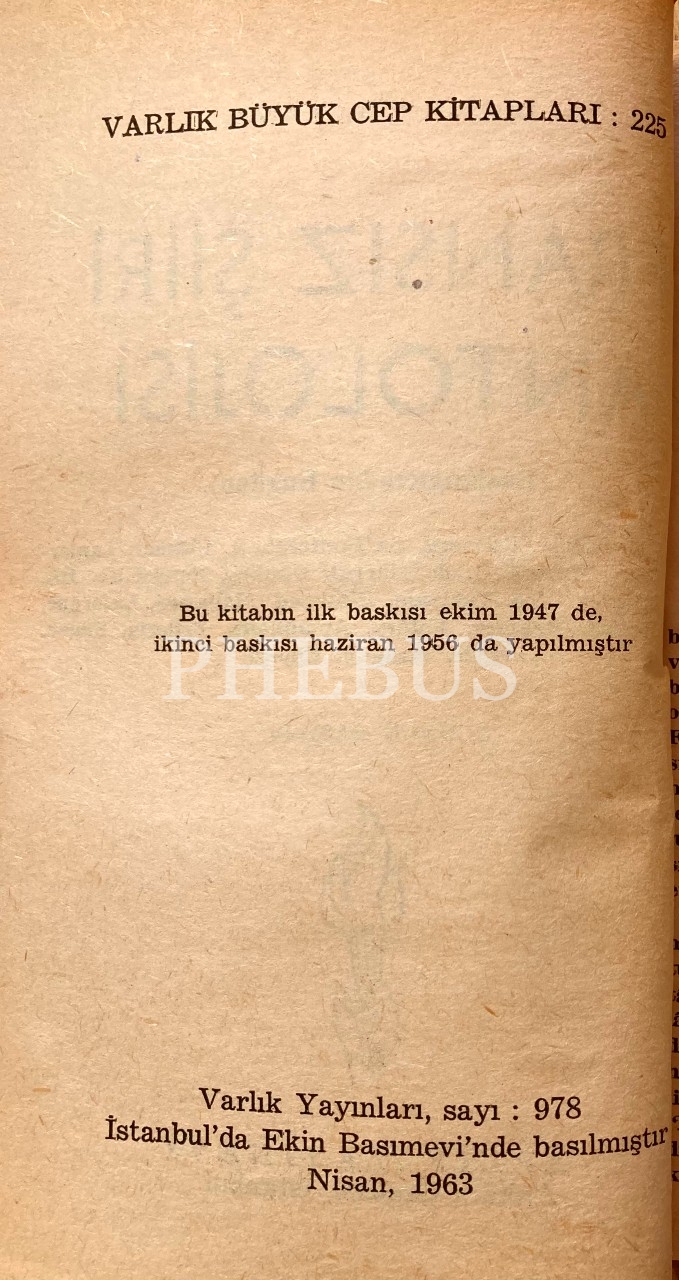 VARLIK BÜYÜK CEP KİTAPLARI : 225
Bu kitabın ilk baskısı ekim 1947 de,
ikinci baskısı haziran 1956 da yapılmıştır
PHEBUS
Varlık Yayınları, sayı : 978
İstanbul'da Ekin Basımevi'nde basılmıştır
Nisan, 1963